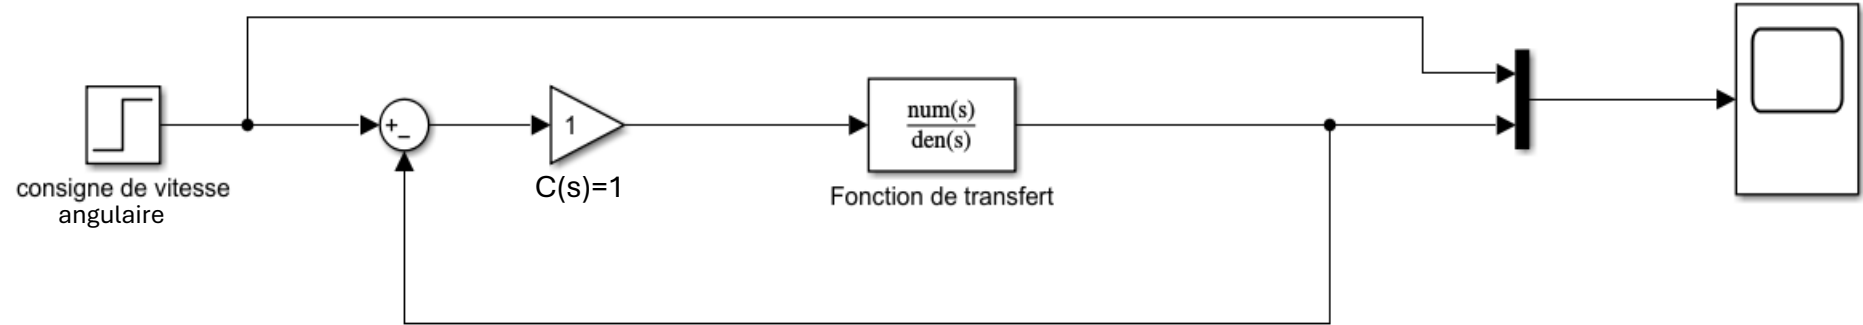 +
_
1
num(s)
den(s)
consigne de vitesse
angulaire
C(s)=1
Fonction de transfert